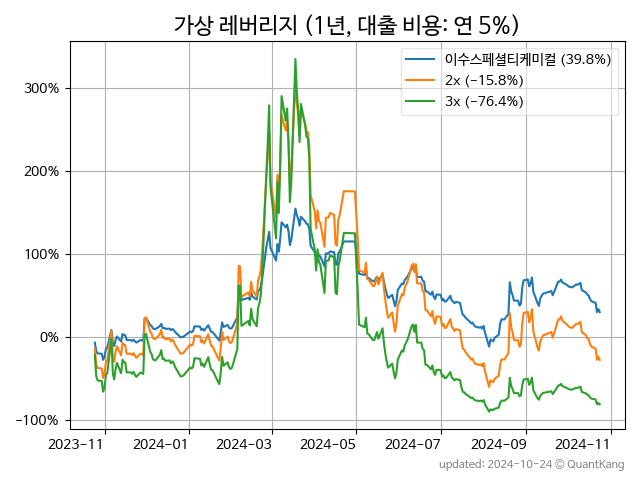 가상 레버리지 (1년, 대출 비용: 연 5%)
이수스페셜티케미컬 (39.8%)
2x (−15.8%)
3x (−76.4%)
300%
200%
100%
0%
−100%
2023-11 2024-01 2024-03 2024-05 2024-07 2024-09 2024-11
updated: 2024-10-24 © QuantKang